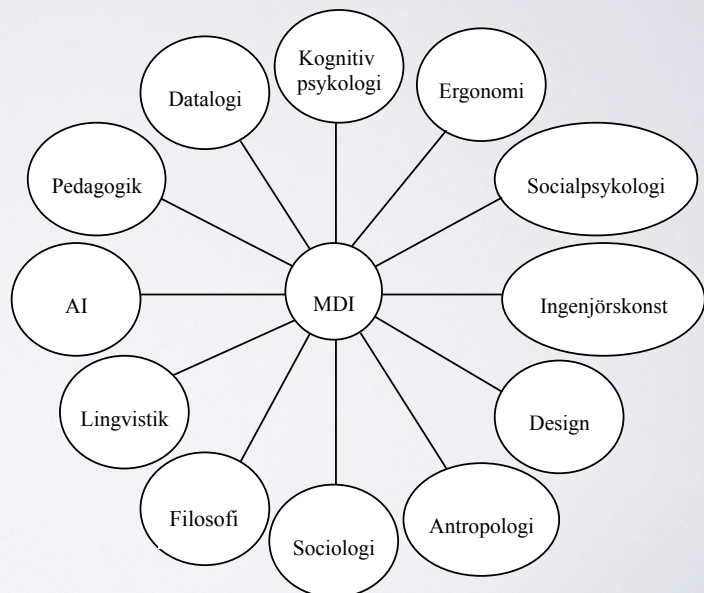 Kognitiv
psykologi
Datalogi
Ergonomi
Pedagogik
Socialpsykologi
AI
MDI
Ingenjörskonst
Lingvistik
Design
Filosofi
Sociologi
Antropologi